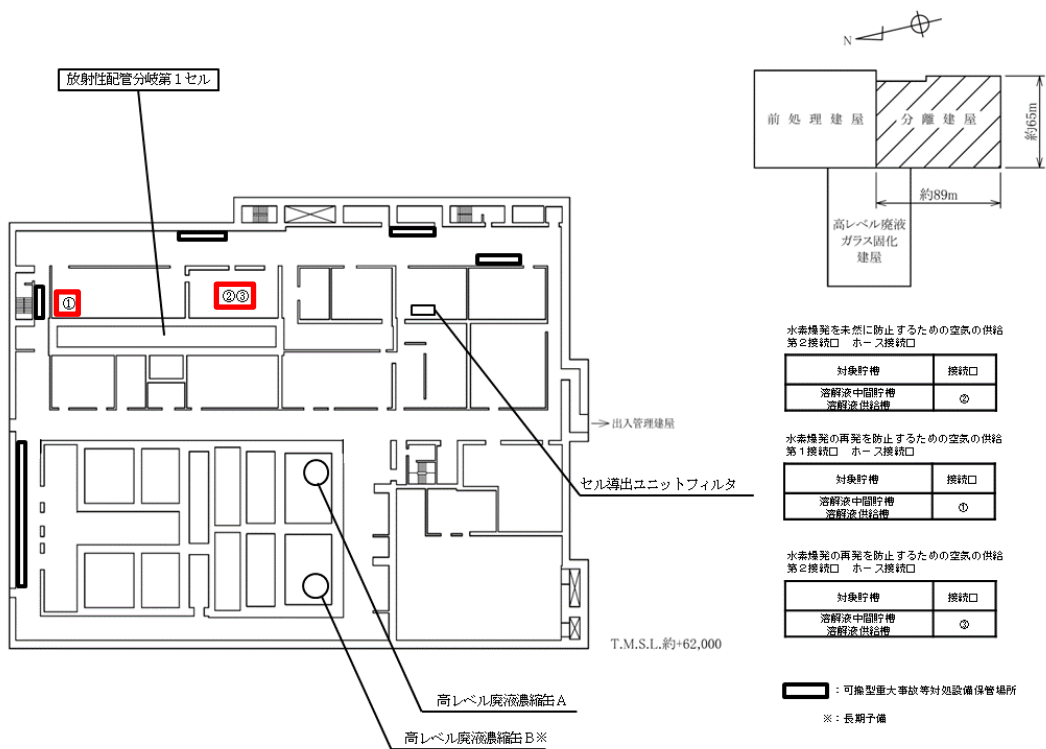 N
放射性配管分岐第１セル
前処理建屋
分離建屋
約65m
約89m
高レベル廃液
ガラス固化
建屋
①
②③
水素爆発を未然に防止するための空気の供給
第２接続口　ホース接続口
対象貯槽　接続口
溶解液中間貯槽
溶解液供給槽
②
→出入管理建屋
水素爆発の再発を防止するための空気の供給
第１接続口　ホース接続口
対象貯槽　接続口
溶解液中間貯槽
溶解液供給槽
①
セル導出ユニットフィルタ
水素爆発の再発を防止するための空気の供給
第２接続口　ホース接続口
対象貯槽　接続口
溶解液中間貯槽
溶解液供給槽
③
T.M.S.L.約+62,000
高レベル廃液濃縮缶Ａ
高レベル廃液濃縮缶Ｂ※
：可搬型重大事故等対処設備保管場所
※：長期予備